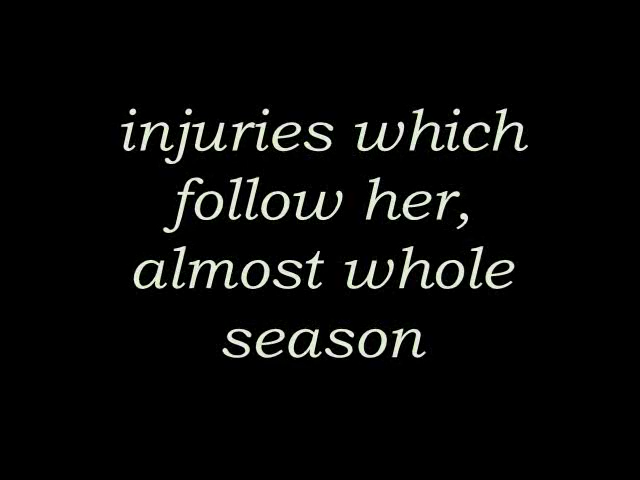 injuries which
follow her,
almost whole
season